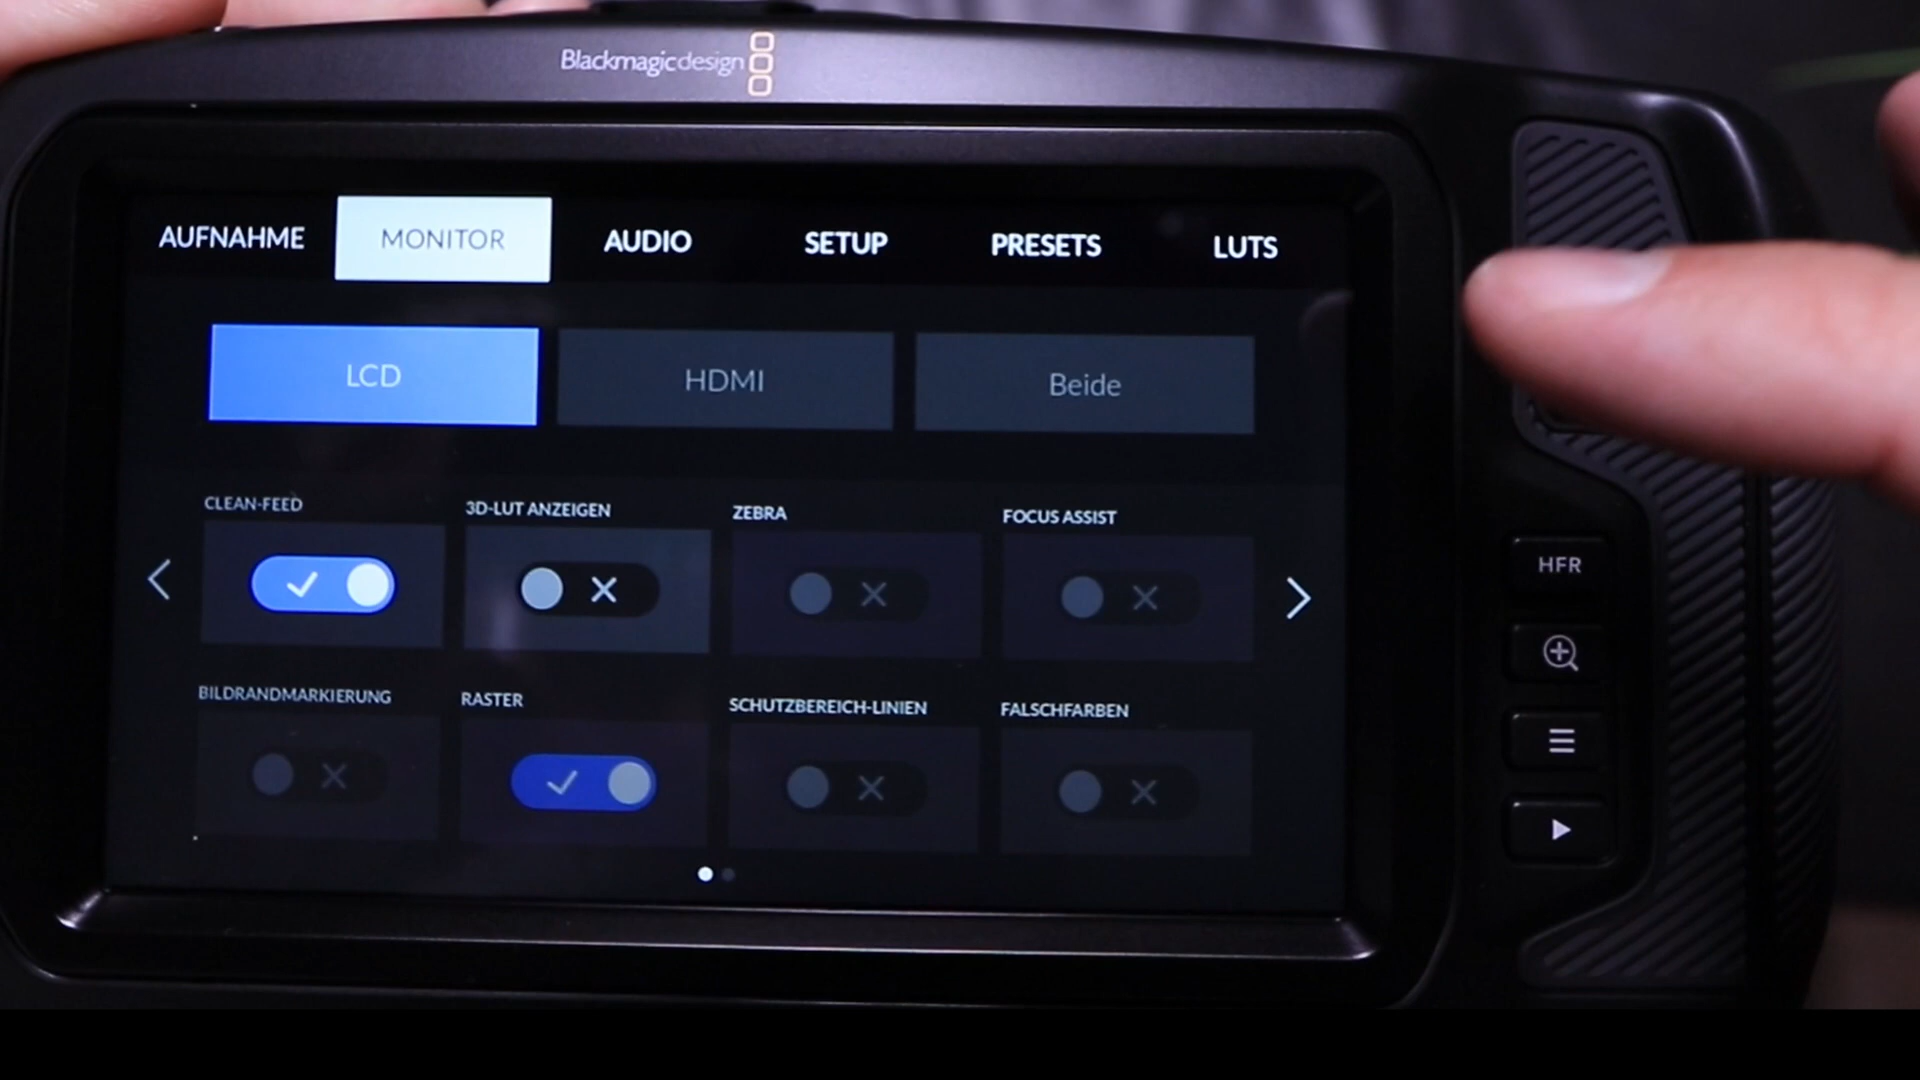 Blackmagicdesign
AUFNAHME MONITOR AUDIO SETUP PRESETS LUTS
LCD HDMI Beide
CLEAN-FEED 3D-LUT ANZEIGEN ZEBRA FOCUS ASSIST
HFR
BILDRANDMARKIERUNG RASTER SCHUTZBEREICH-LINIEN FALSCHFARBEN